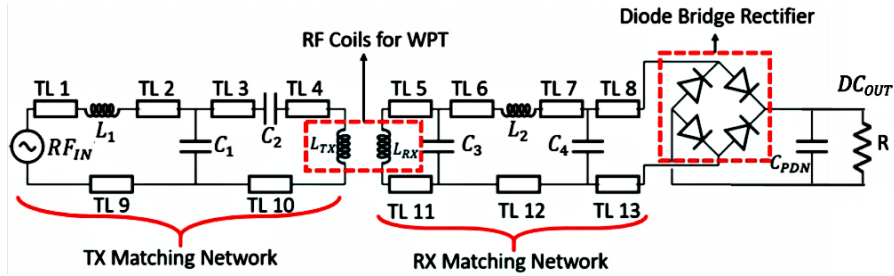 Diode Bridge Rectifier
RF Coils for WPT
TL 1 TL 2 TL 3 TL 4 TL 5 TL 6 TL 7 TL 8 DC_OUT
L_1 C_2 L_2
RF_IN C_1 L_TX L_RX C_3 C_4 C_PDN R
TL 9 TL 10 TL 11 TL 12 TL 13
TX Matching Network RX Matching Network